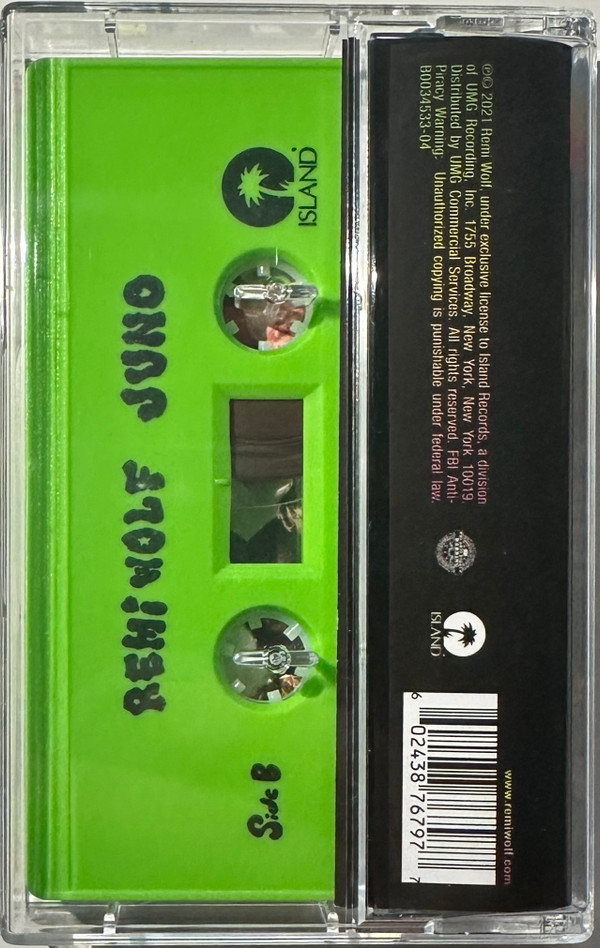 ISLAND
REMI WOLF JUNO
Side B
℗© 2021 Remi Wolf, under exclusive license to Island Records, a division
of UMG Recording, Inc. 1755 Broadway, New York, New York 10019.
Distributed by UMG Commercial Services. All rights reserved. FBI Anti-
Piracy Warning: Unauthorized copying is punishable under federal law.
B0034533-04
ISLAND
6 02438 76797 7
www.remiwolf.com